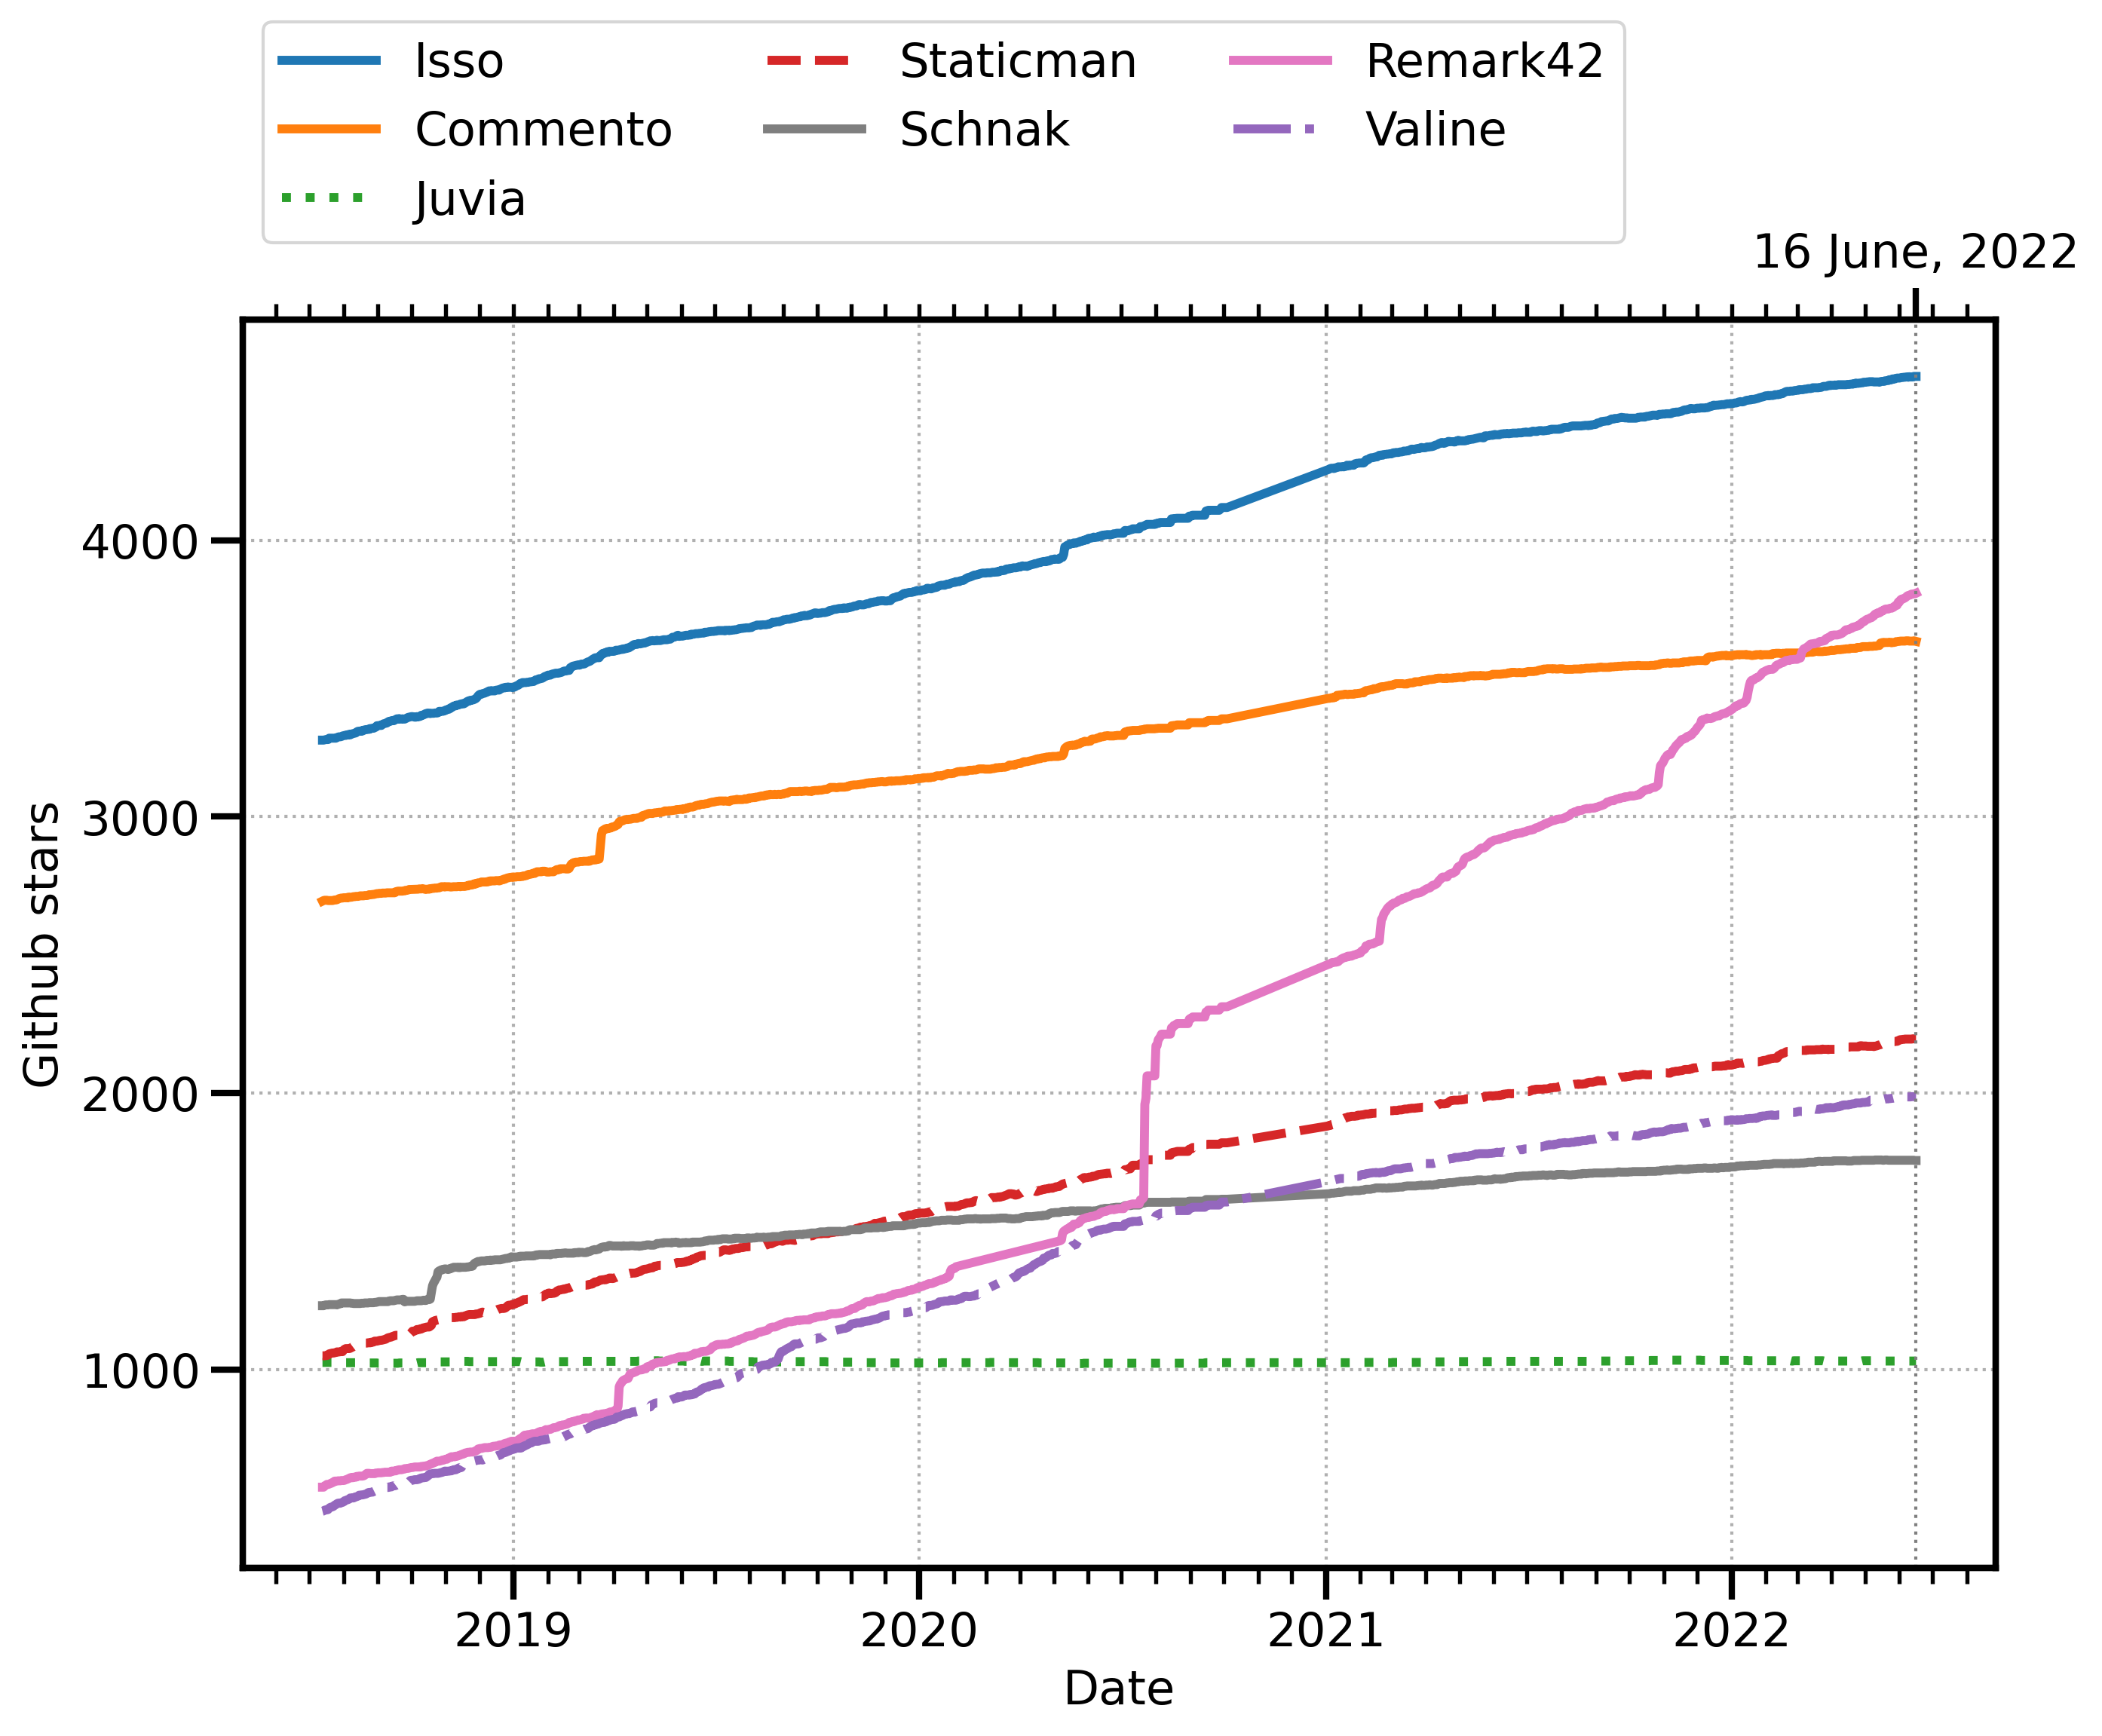 Isso
Commento
Juvia
Staticman
Schnak
Remark42
Valine
16 June, 2022
Github stars
4000
3000
2000
1000
2019
2020
2021
2022
Date